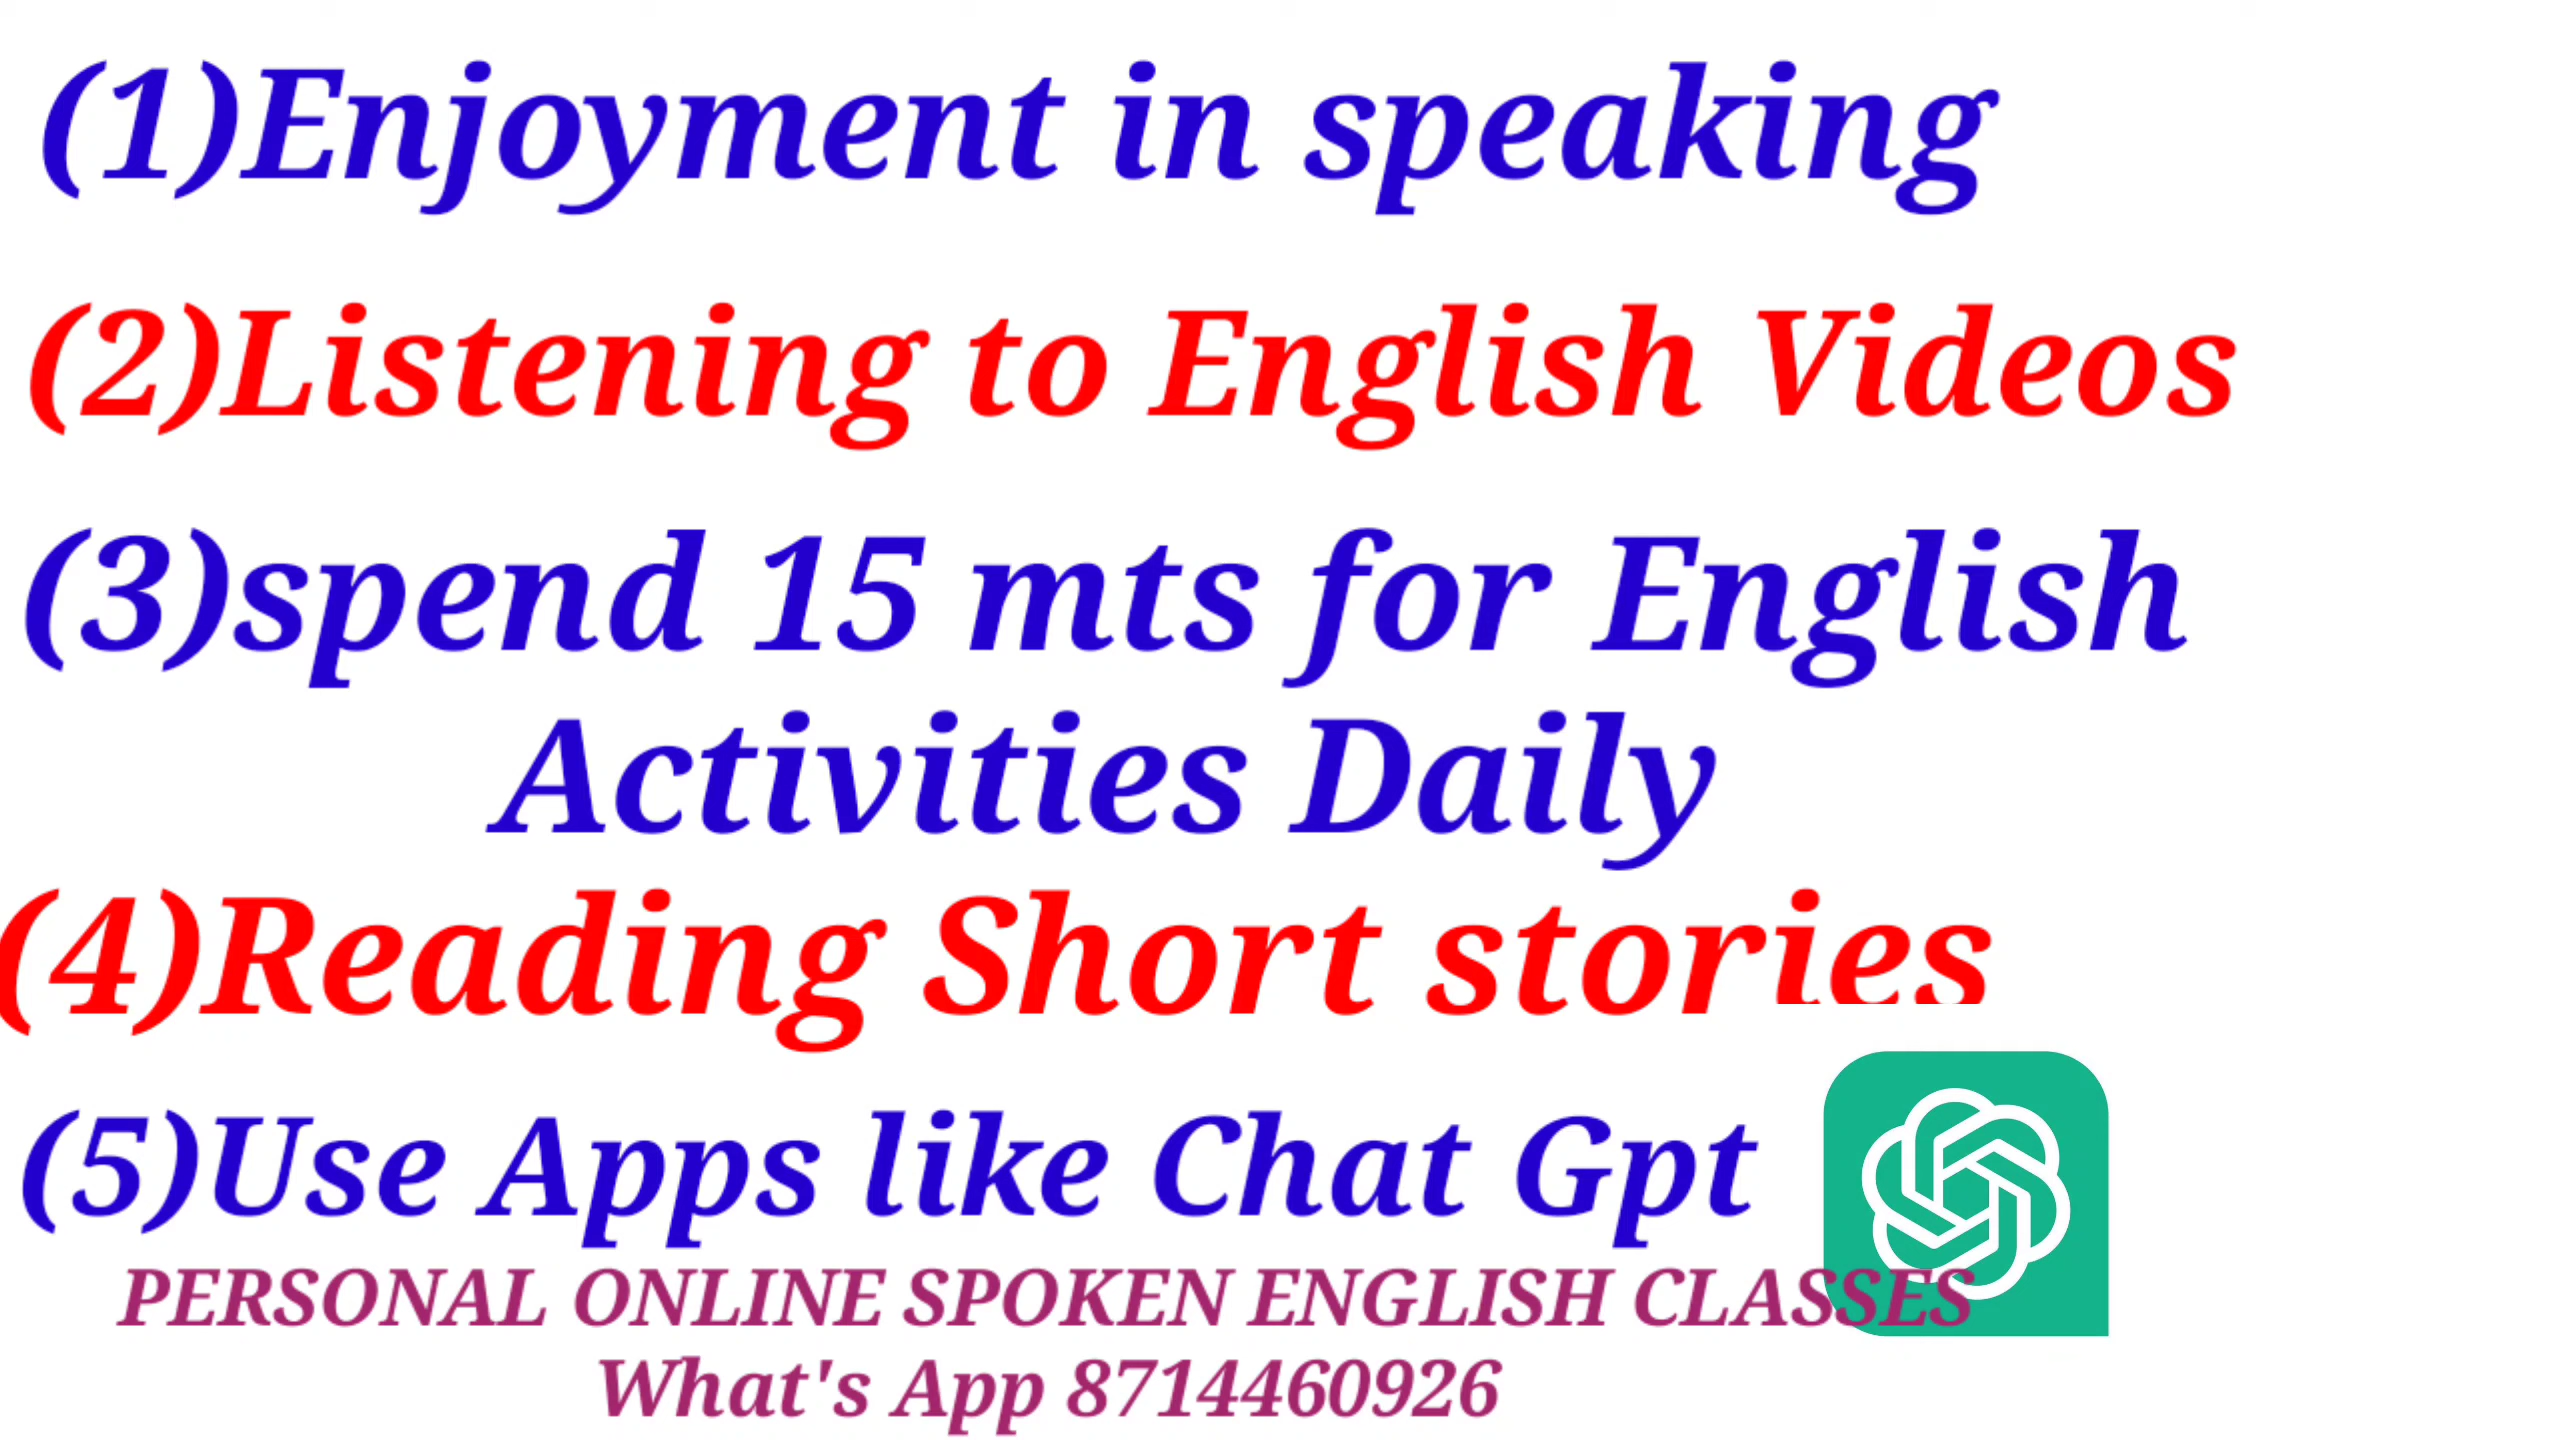 (1)Enjoyment in speaking
(2)Listening to English Videos
(3)spend 15 mts for English
Activities Daily
(4)Reading Short stories
(5)Use Apps like Chat Gpt
PERSONAL ONLINE SPOKEN ENGLISH CLASSES
What's App 8714460926